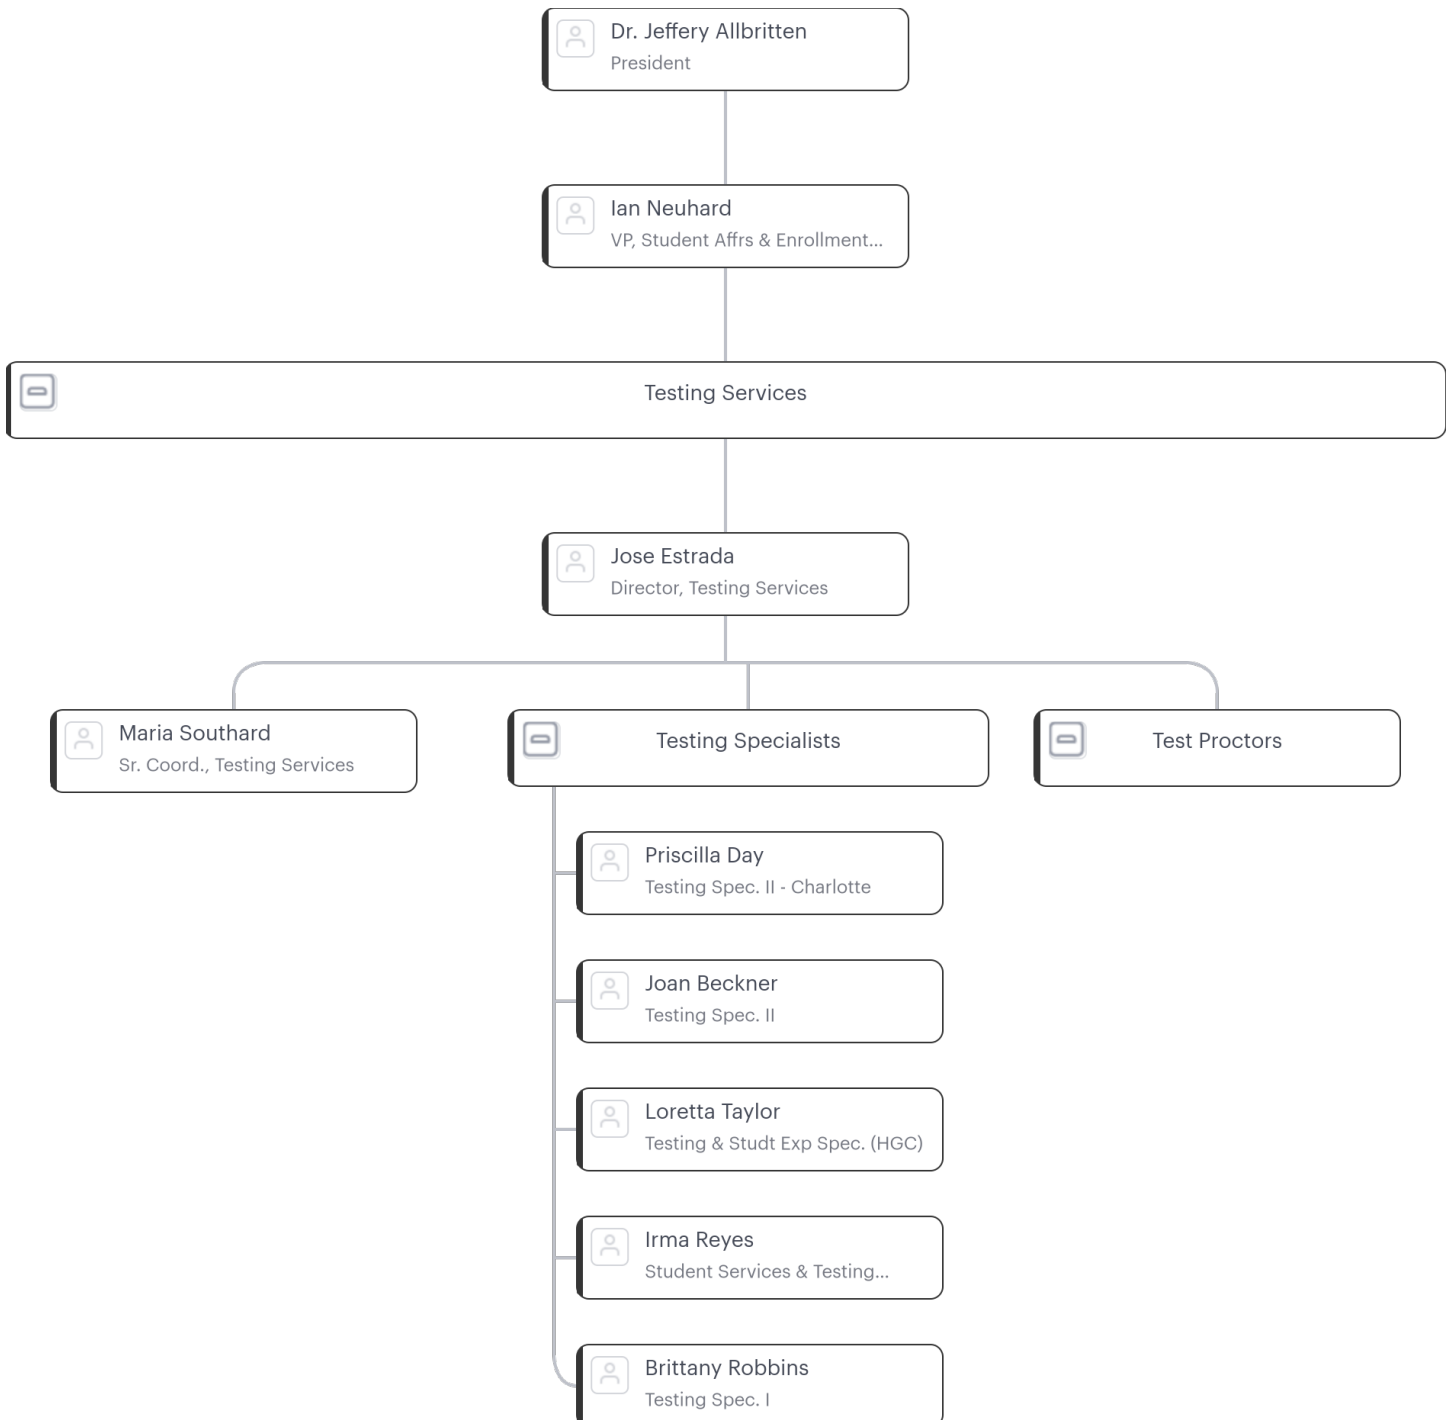 Dr. Jeffery Allbritten
President
Ian Neuhard
VP, Student Affrs & Enrollment...
Testing Services
Jose Estrada
Director, Testing Services
Maria Southard
Sr. Coord., Testing Services
Testing Specialists
Test Proctors
Priscilla Day
Testing Spec. II - Charlotte
Joan Beckner
Testing Spec. II
Loretta Taylor
Testing & Studt Exp Spec. (HGC)
Irma Reyes
Student Services & Testing...
Brittany Robbins
Testing Spec. I